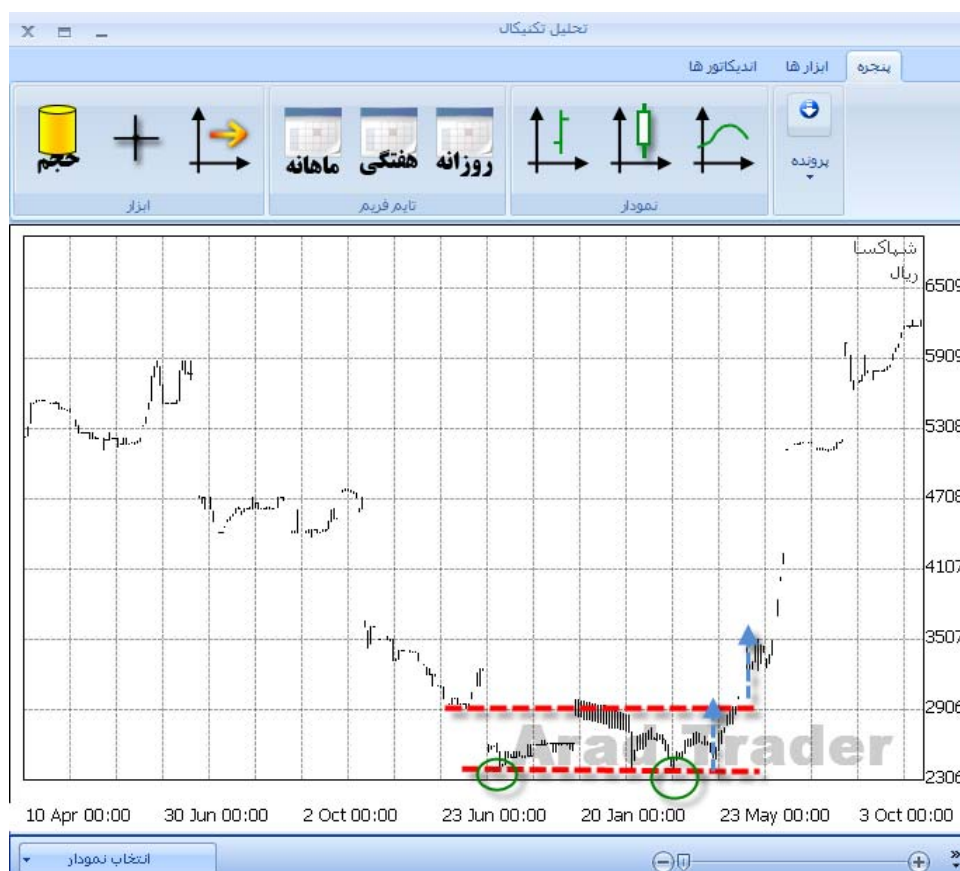 تحلیل تکنیکال
پنجره
ابزار ها
اندیکاتور ها
پرونده
روزانه
هفتگی
ماهانه
حجم
نمودار
تایم فریم
ابزار
شهاکسا
ریال
6509
5909
5308
4708
4107
3507
2906
2306
Arad Trader
10 Apr 00:00
30 Jun 00:00
2 Oct 00:00
23 Jun 00:00
20 Jan 00:00
23 May 00:00
3 Oct 00:00
انتخاب نمودار